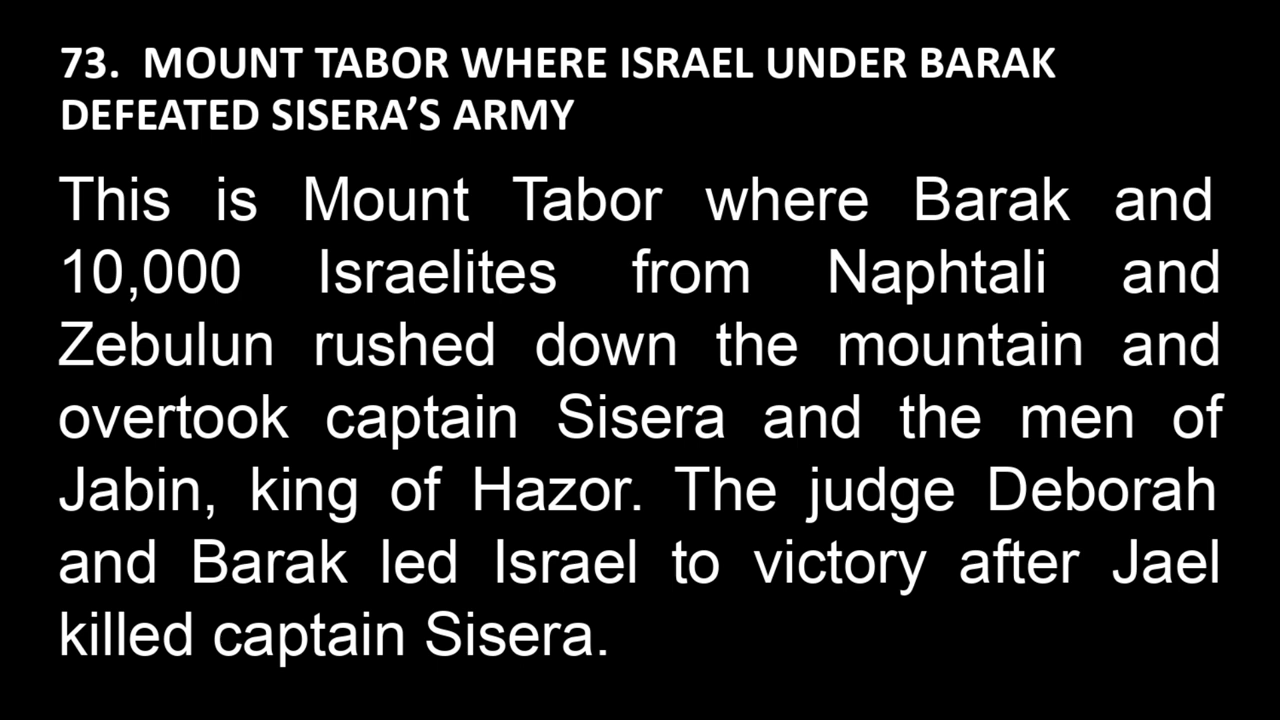 73. MOUNT TABOR WHERE ISRAEL UNDER BARAK
DEFEATED SISERA’S ARMY
This is Mount Tabor where Barak and
10,000 Israelites from Naphtali and
Zebulun rushed down the mountain and
overtook captain Sisera and the men of
Jabin, king of Hazor. The judge Deborah
and Barak led Israel to victory after Jael
killed captain Sisera.